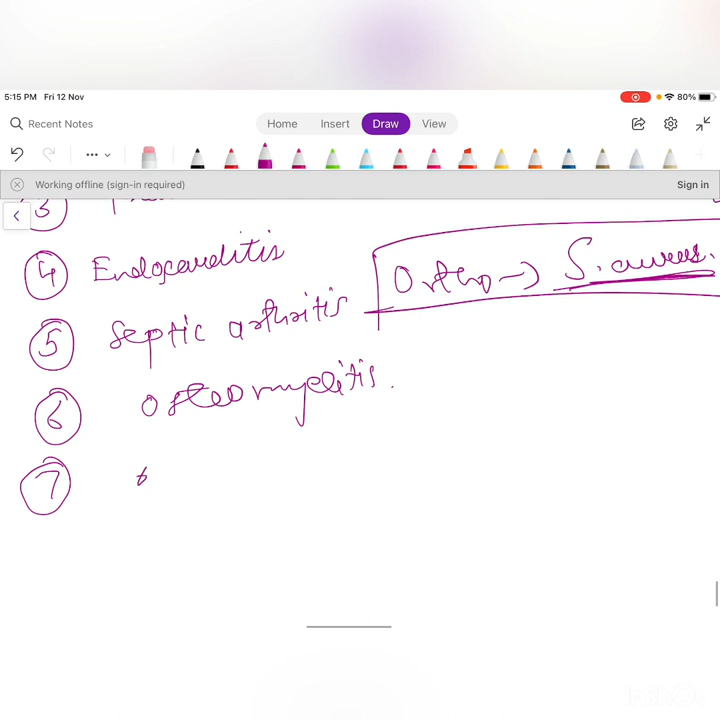 5:15 PM Fri 12 Nov 80%
Recent Notes Home Insert Draw View
Working offline (sign-in required) Sign in
3
4 Endocarditis
Ortho → S. aureus.
5 Septic arthritis
6 Osteomyelitis.
7